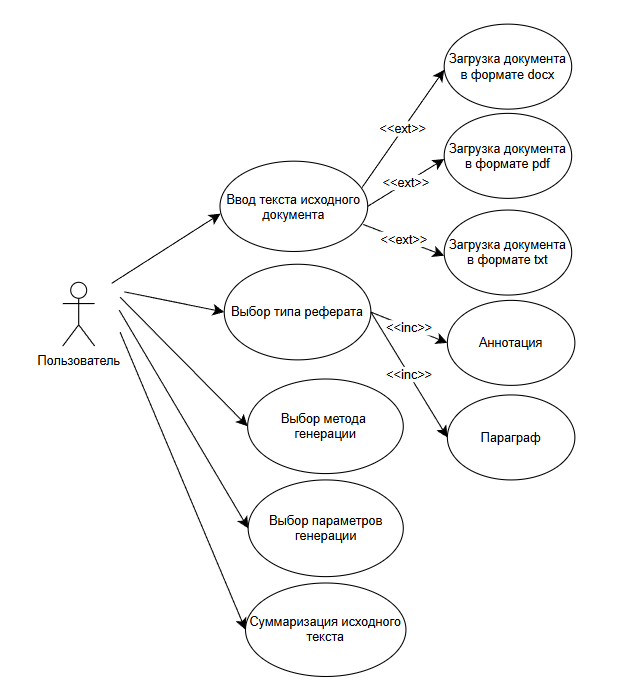 Загрузка документа
в формате docx
<<ext>>
Загрузка документа
в формате pdf
<<ext>>
Ввод текста исходного
документа
<<ext>>
Загрузка документа
в формате txt
Выбор типа реферата
<<inc>>
Аннотация
Пользователь
<<inc>>
Выбор метода
генерации
Параграф
Выбор параметров
генерации
Суммаризация исходного
текста